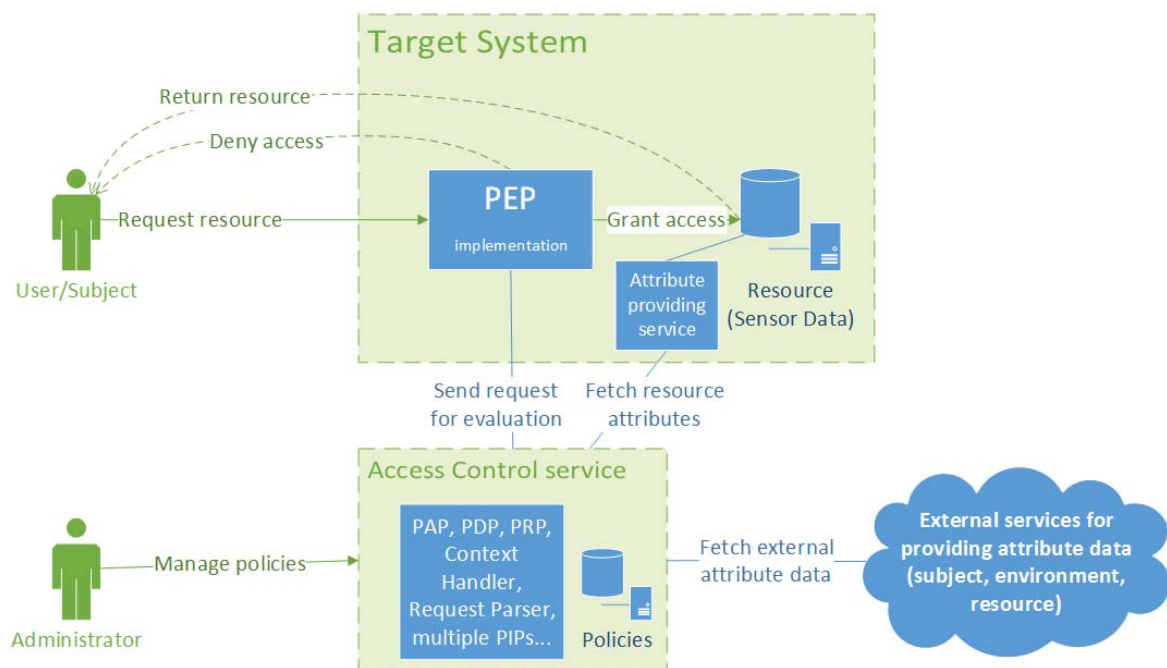 Target System
Return resource
Deny access
PEP
implementation
Request resource
Grant access
User/Subject
Attribute
providing
service
Resource
(Sensor Data)
Send request
for evaluation
Fetch resource
attributes
Access Control service
PAP, PDP, PRP,
Context
Handler,
Request Parser,
multiple PIPs...
Policies
Manage policies
Administrator
Fetch external
attribute data
External services for
providing attribute data
(subject, environment,
resource)